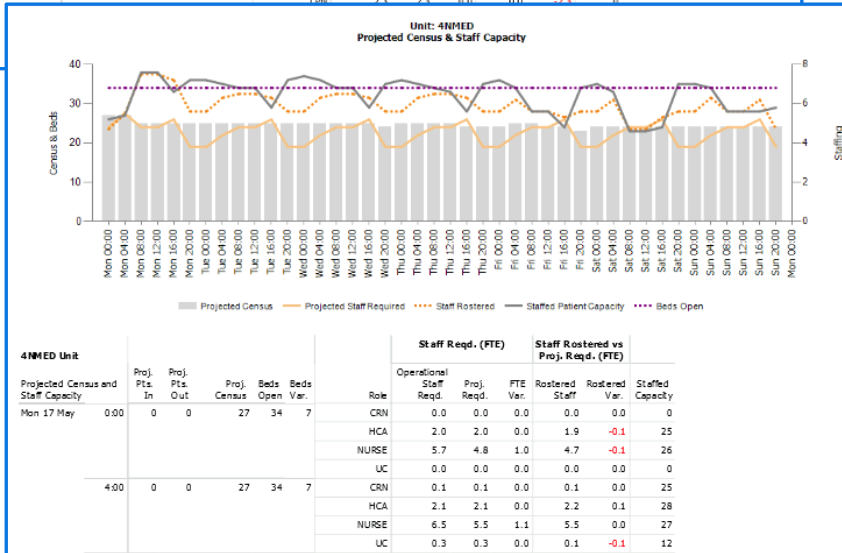 Unit: 4NMED
Projected Census & Staff Capacity
40
30
20
10
0
Census & Beds
8
6
4
2
0
Staffing
Mon 00:00
Mon 04:00
Mon 08:00
Mon 12:00
Mon 16:00
Mon 20:00
Tue 00:00
Tue 04:00
Tue 08:00
Tue 12:00
Tue 16:00
Tue 20:00
Wed 00:00
Wed 04:00
Wed 08:00
Wed 12:00
Wed 16:00
Wed 20:00
Thu 00:00
Thu 04:00
Thu 08:00
Thu 12:00
Thu 16:00
Thu 20:00
Fri 00:00
Fri 04:00
Fri 08:00
Fri 12:00
Fri 16:00
Fri 20:00
Sat 00:00
Sat 04:00
Sat 08:00
Sat 12:00
Sat 16:00
Sat 20:00
Sun 00:00
Sun 04:00
Sun 08:00
Sun 12:00
Sun 16:00
Sun 20:00
Mon 00:00
Projected Census Projected Staff Required Staff Rostered Staffed Patient Capacity Beds Open
4NMED Unit
Staff Reqd. (FTE) Staff Rostered vs Proj. Reqd. (FTE)
Projected Census and Staff Capacity Proj. Pts. In Proj. Pts. Out Proj. Census Beds Open Beds Var. Role Operational Staff Reqd. Proj. Reqd. FTE Var. Rostered Staff Rostered Var. Staffed Capacity
Mon 17 May 0:00 0 0 27 34 7 CRN 0.0 0.0 0.0 0.0 0.0 0
HCA 2.0 2.0 0.0 1.9 -0.1 25
NURSE 5.7 4.8 1.0 4.7 -0.1 26
UC 0.0 0.0 0.0 0.0 0.0 0
4:00 0 0 27 34 7 CRN 0.1 0.1 0.0 0.1 0.0 25
HCA 2.1 2.1 0.0 2.2 0.1 28
NURSE 6.5 5.5 1.1 5.5 0.0 27
UC 0.3 0.3 0.0 0.1 -0.1 12